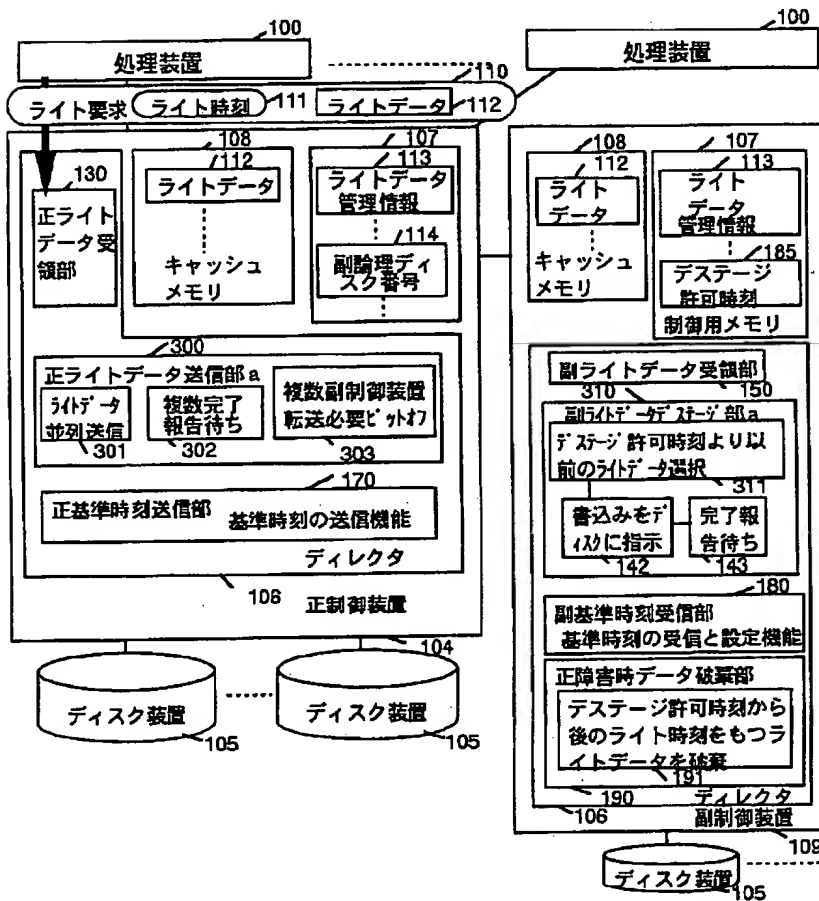 100
処理装置
100
処理装置
110
ライト要求
ライト時刻
111
ライトデータ
112
130
正ライト
データ受
領部
108
112
ライトデータ
キャッシュ
メモリ
107
113
ライトデータ
管理情報
114
副論理ディ
スク番号
300
正ライトデータ送信部a
ライトデータ
並列送信
301
複数完了
報告待ち
302
複数副制御装置
転送必要ビットオフ
303
170
正基準時刻送信部
基準時刻の送信機能
ディレクタ
106
正制御装置
104
ディスク装置
105
ディスク装置
105
108
112
ライト
データ
キャッシュ
メモリ
107
113
ライト
データ
管理情報
185
デステージ
許可時刻
制御用メモリ
副ライトデータ受領部
310
150
副ライトデータデステージ部a
デステージ許可時刻より以
前のライトデータ選択
311
書込みをデ
ィスクに指示
142
完了報
告待ち
143
180
副基準時刻受信部
基準時刻の受信と設定機能
正障害時データ破棄部
デステージ許可時刻から
後のライト時刻をもつラ
イトデータを破棄
191
190
ディレクタ
106
副制御装置
109
ディスク装置
105